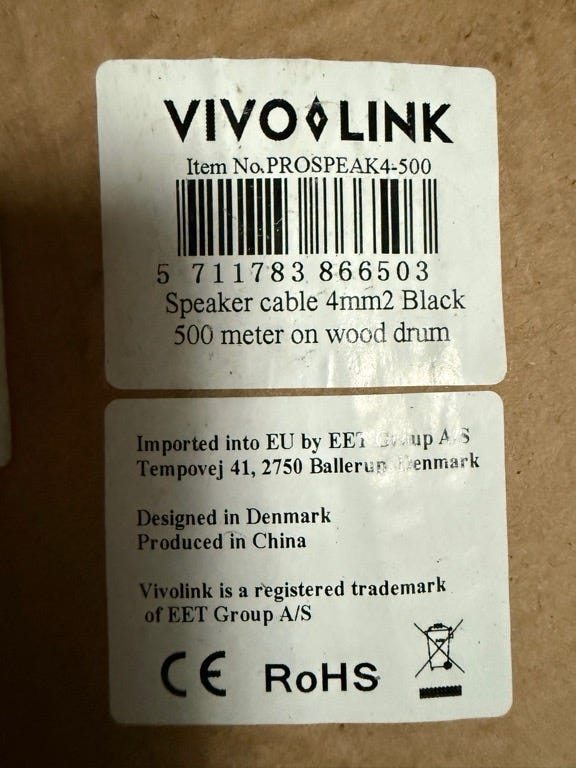 VIVO LINK
Item No.PROSPEAK4-500
5 711783 866503
Speaker cable 4mm2 Black
500 meter on wood drum
Imported into EU by EET Group A/S
Tempovej 41, 2750 Ballerup, Denmark
Designed in Denmark
Produced in China
Vivolink is a registered trademark
of EET Group A/S
CE RoHS